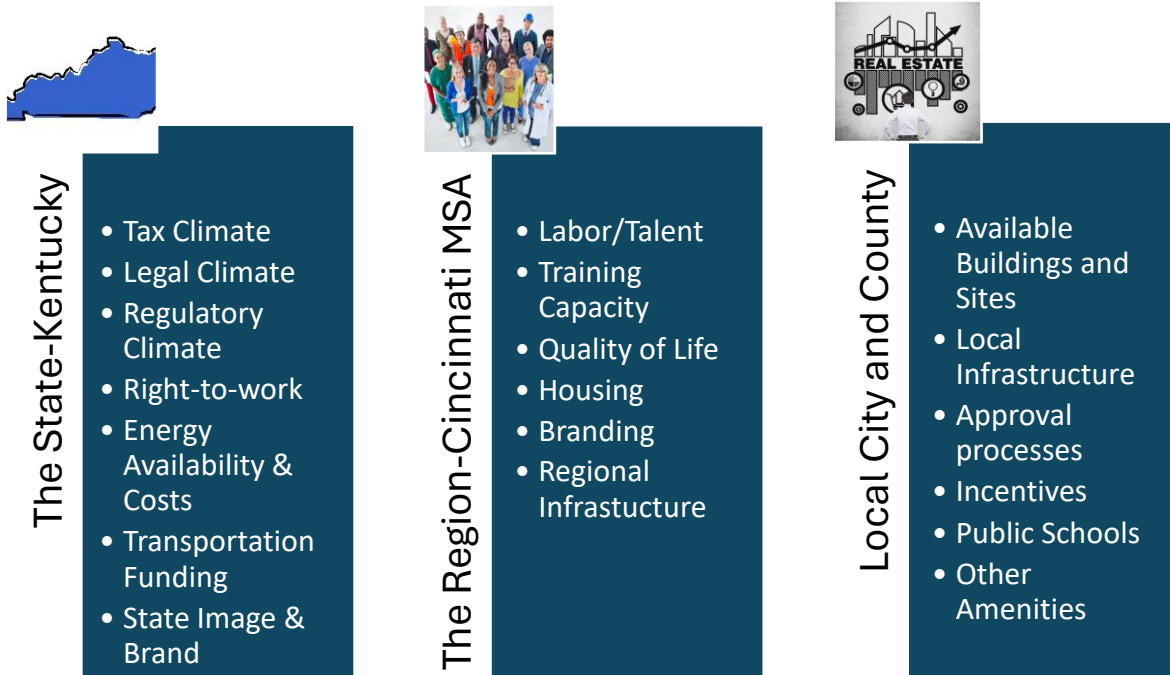 The State-Kentucky
• Tax Climate
• Legal Climate
• Regulatory
Climate
• Right-to-work
• Energy
Availability &
Costs
• Transportation
Funding
• State Image &
Brand
The Region-Cincinnati MSA
• Labor/Talent
• Training
Capacity
• Quality of Life
• Housing
• Branding
• Regional
Infrastucture
REAL ESTATE
Local City and County
• Available
Buildings and
Sites
• Local
Infrastructure
• Approval
processes
• Incentives
• Public Schools
• Other
Amenities